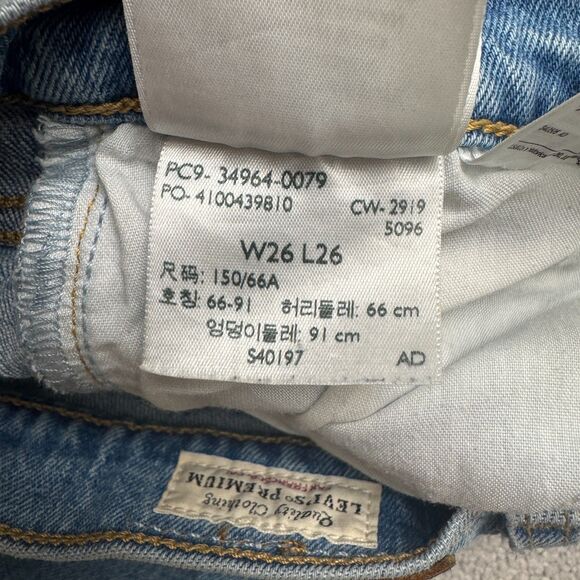 PC9- 34964-0079
PO- 4100439810 CW- 2919
5096
W26 L26
尺码: 150/66A
호칭: 66-91 허리둘레: 66 cm
엉덩이둘레: 91 cm
S40197 AD
LEVI'S® PREMIUM
Quality Clothing